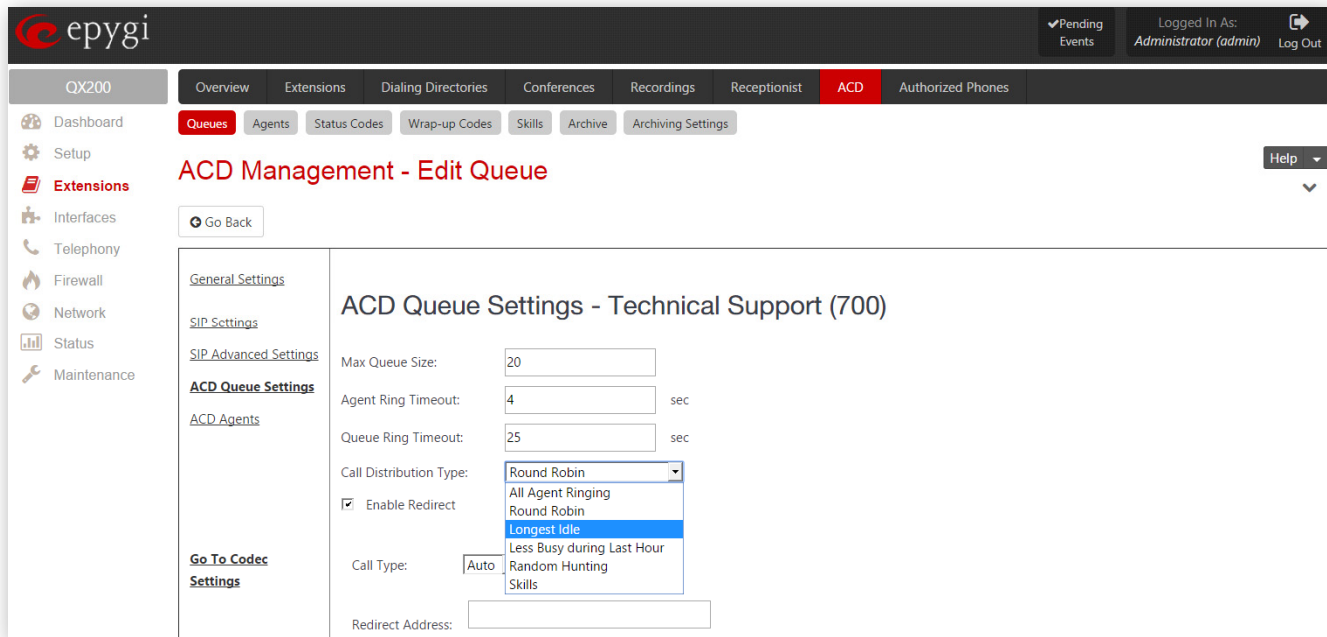 epygi
Pending Events
Logged In As:
Administrator (admin)
Log Out
QX200
Overview Extensions Dialing Directories Conferences Recordings Receptionist ACD Authorized Phones
Dashboard
Setup
Extensions
Interfaces
Telephony
Firewall
Network
Status
Maintenance
Queues Agents Status Codes Wrap-up Codes Skills Archive Archiving Settings
ACD Management - Edit Queue
Help
Go Back
General Settings
SIP Settings
SIP Advanced Settings
ACD Queue Settings
ACD Agents
Go To Codec
Settings
ACD Queue Settings - Technical Support (700)
Max Queue Size: 20
Agent Ring Timeout: 4 sec
Queue Ring Timeout: 25 sec
Call Distribution Type: Round Robin
All Agent Ringing
Round Robin
Longest Idle
Less Busy during Last Hour
Random Hunting
Skills
Enable Redirect
Call Type: Auto
Redirect Address: